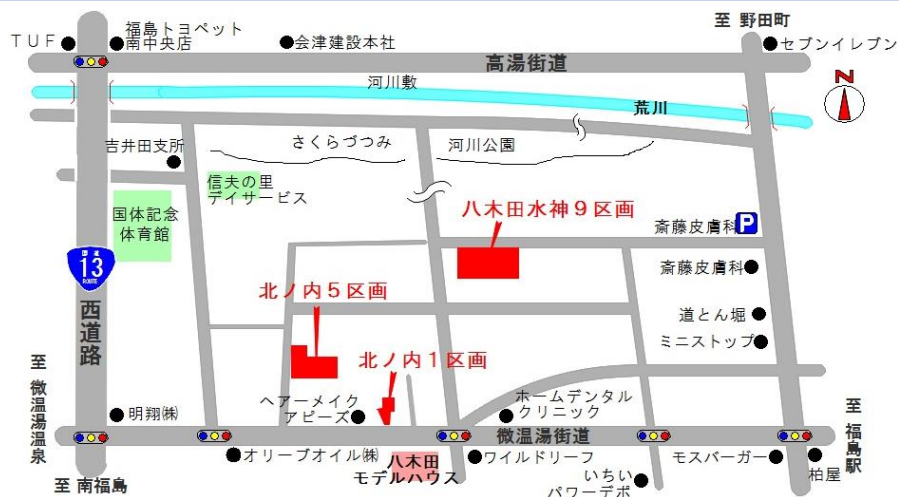 至 野田町
福島トヨペット
南中央店
TUF
会津建設本社
セブンイレブン
高湯街道
河川敷
荒川
N
吉井田支所
さくらづつみ
河川公園
信夫の里
デイサービス
国体記念
体育館
八木田水神9区画
斎藤皮膚科
P
斎藤皮膚科
国道
13
ROUTE
北ノ内5区画
西道路
道とん堀
ミニストップ
北ノ内1区画
至 微温湯温泉
ヘアーメイク
アビーズ
ホームデンタル
クリニック
明翔㈱
微温湯街道
至 福島駅
オリーブオイル㈱
八木田
モデルハウス
ワイルドリーフ
モスバーガー
柏屋
いちい
パワーデポ
至 南福島